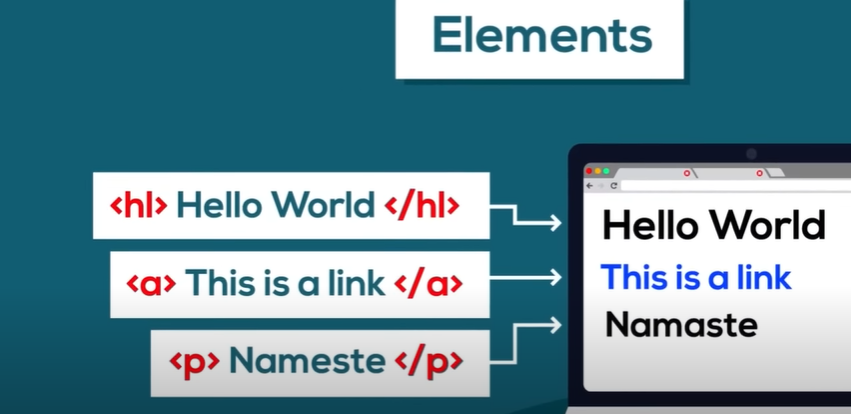 Elements
<hl> Hello World </hl>
<a> This is a link </a>
<p> Nameste </p>
Hello World
This is a link
Namaste